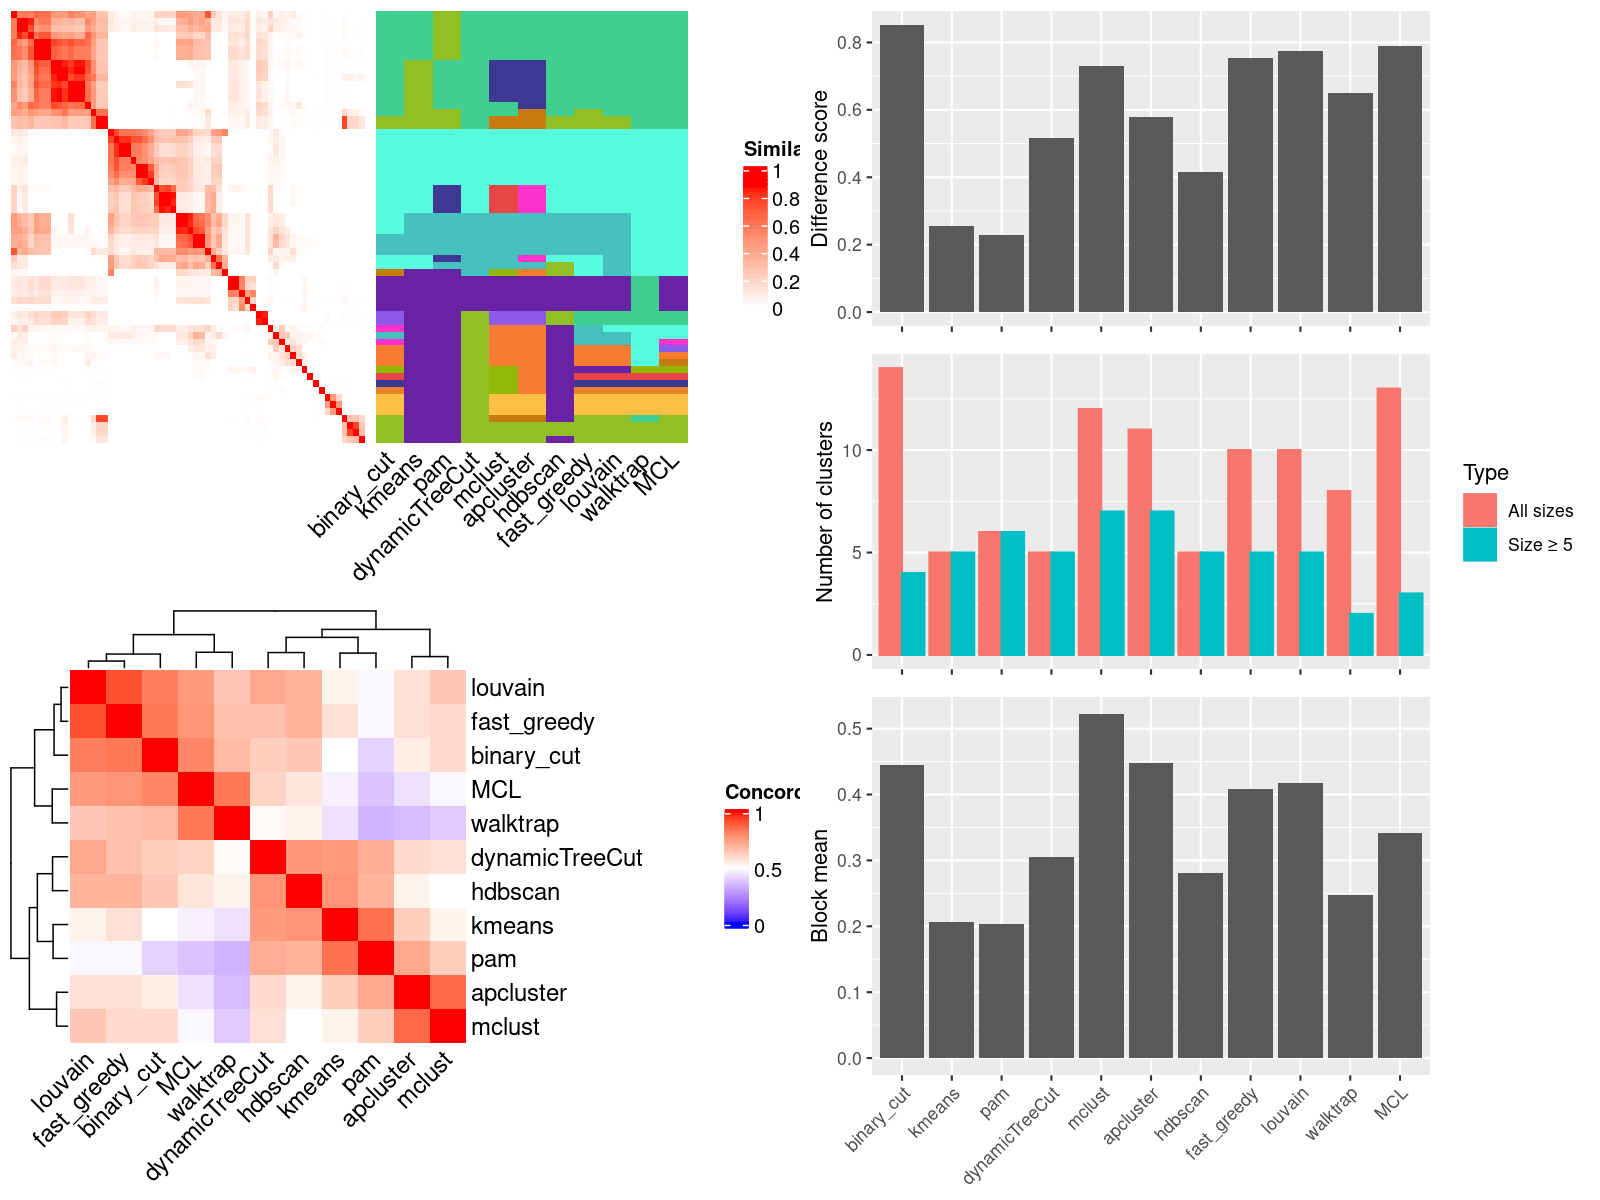 Simila
1
0.8
0.6
0.4
0.2
0
binary_cut
kmeans
pam
dynamicTreeCut
mclust
apcluster
hdbscan
fast_greedy
louvain
walktrap
MCL
louvain
fast_greedy
binary_cut
MCL
walktrap
dynamicTreeCut
hdbscan
kmeans
pam
apcluster
mclust
louvain
fast_greedy
binary_cut
MCL
walktrap
dynamicTreeCut
hdbscan
kmeans
pam
apcluster
mclust
Concord
1
0.5
0
Difference score
0.8
0.6
0.4
0.2
0.0
Number of clusters
10
5
0
Type
All sizes
Size ≥ 5
Block mean
0.5
0.4
0.3
0.2
0.1
0.0
binary_cut
kmeans
pam
dynamicTreeCut
mclust
apcluster
hdbscan
fast_greedy
louvain
walktrap
MCL